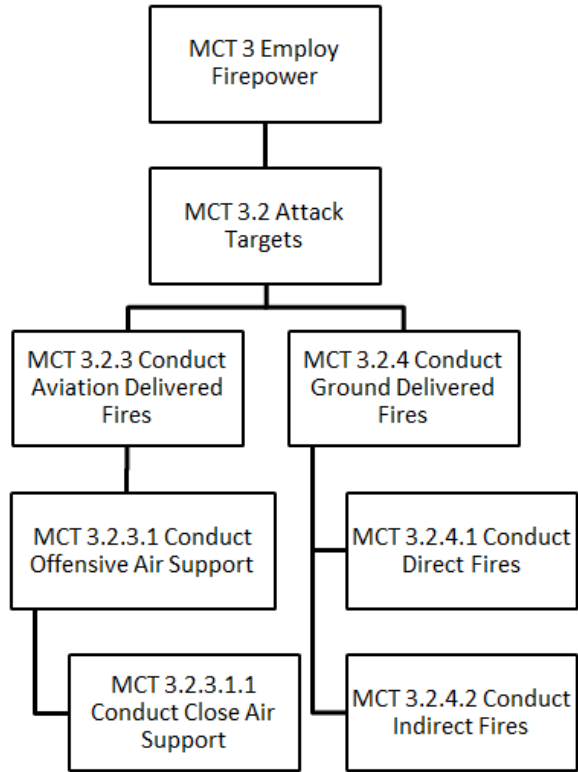 MCT 3 Employ
Firepower
MCT 3.2 Attack
Targets
MCT 3.2.3 Conduct
Aviation Delivered
Fires
MCT 3.2.4 Conduct
Ground Delivered
Fires
MCT 3.2.3.1 Conduct
Offensive Air Support
MCT 3.2.4.1 Conduct
Direct Fires
MCT 3.2.3.1.1
Conduct Close Air
Support
MCT 3.2.4.2 Conduct
Indirect Fires